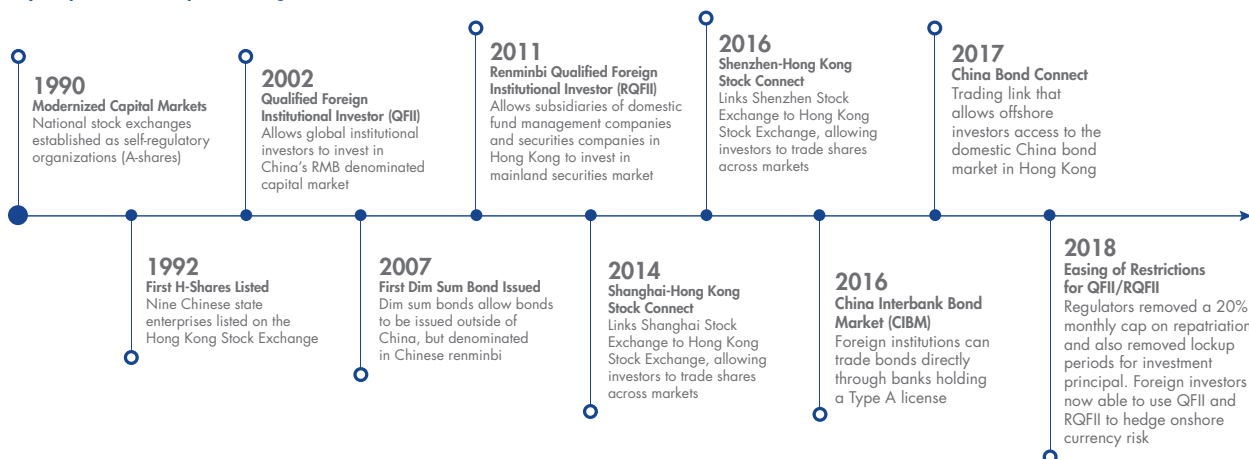 1990
Modernized Capital Markets
National stock exchanges
established as self-regulatory
organizations (A-shares)
1992
First H-Shares Listed
Nine Chinese state
enterprises listed on the
Hong Kong Stock Exchange
2002
Qualified Foreign
Institutional Investor (QFII)
Allows global institutional
investors to invest in
China's RMB denominated
capital market
2007
First Dim Sum Bond Issued
Dim sum bonds allow bonds
to be issued outside of
China, but denominated
in Chinese renminbi
2011
Renminbi Qualified Foreign
Institutional Investor (RQFII)
Allows subsidiaries of domestic
fund management companies
and securities companies in
Hong Kong to invest in
mainland securities market
2014
Shanghai-Hong Kong
Stock Connect
Links Shanghai Stock
Exchange to Hong Kong
Stock Exchange, allowing
investors to trade shares
across markets
2016
Shenzhen-Hong Kong
Stock Connect
Links Shenzhen Stock
Exchange to Hong Kong
Stock Exchange, allowing
investors to trade shares
across markets
2016
China Interbank Bond
Market (CIBM)
Foreign institutions can
trade bonds directly
through banks holding
a Type A license
2017
China Bond Connect
Trading link that
allows offshore
investors access to the
domestic China bond
market in Hong Kong
2018
Easing of Restrictions
for QFII/RQFII
Regulators removed a 20%
monthly cap on repatriation
and also removed lockup
periods for investment
principal. Foreign investors
now able to use QFII and
RQFII to hedge onshore
currency risk